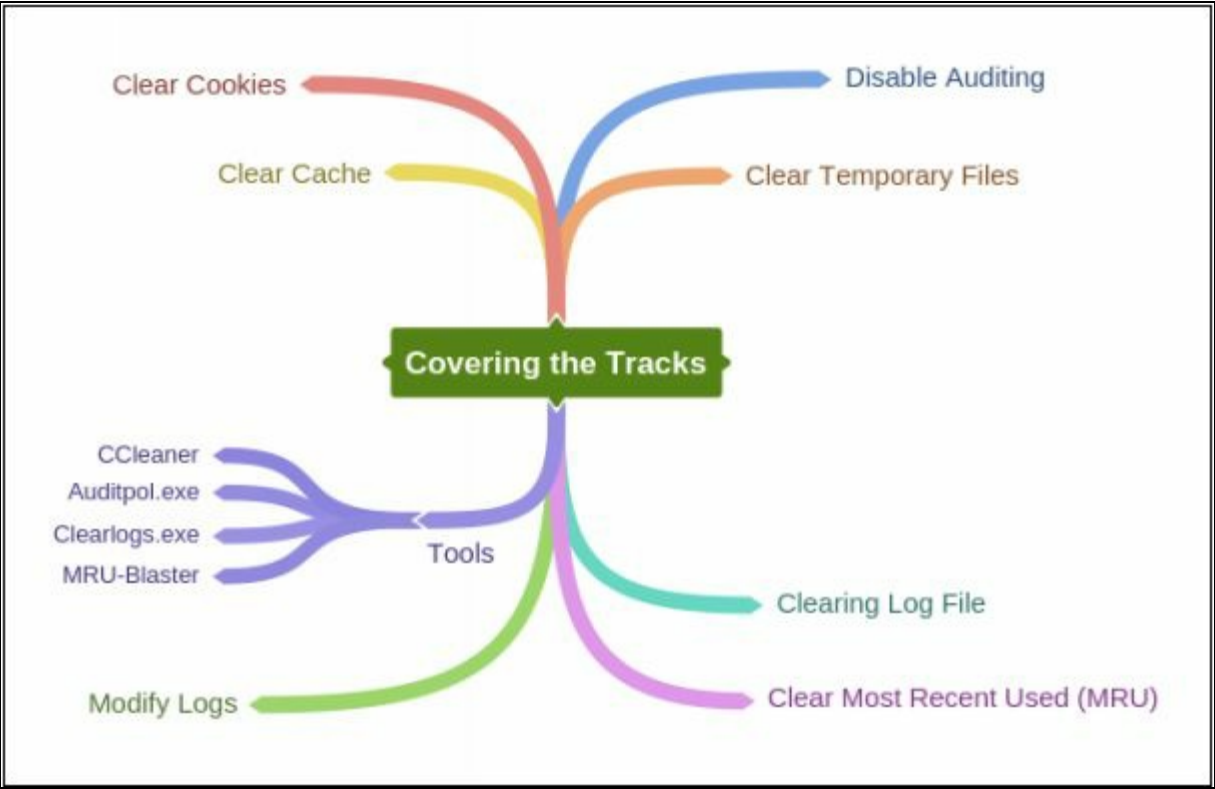 Clear Cookies
Disable Auditing
Clear Cache
Clear Temporary Files
Covering the Tracks
CCleaner
Auditpol.exe
Clearlogs.exe
MRU-Blaster
Tools
Clearing Log File
Modify Logs
Clear Most Recent Used (MRU)